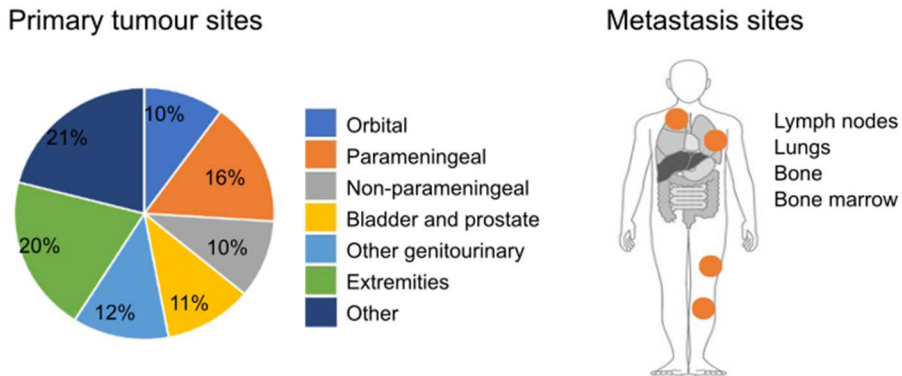 Primary tumour sites
10%
16%
10%
11%
12%
20%
21%
Orbital
Parameningeal
Non-parameningeal
Bladder and prostate
Other genitourinary
Extremities
Other
Metastasis sites
Lymph nodes
Lungs
Bone
Bone marrow